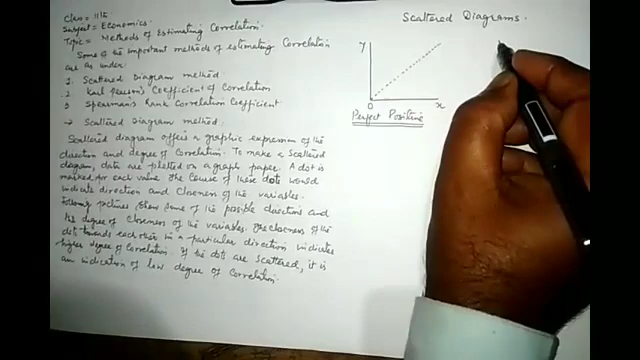 Class = 11th
Subject = Economics.
Topic = Methods of Estimating Correlation.
Some of the important methods of estimating Correlation
are as under:
1. Scattered Diagram method
2. Karl Pearson's Coefficient of Correlation
3 Spearman's Rank Correlation Coefficient
→ Scattered Diagram method:
Scattered diagram offers a graphic expression of the
direction and degree of Correlation. To make a Scattered
diagram, data are plotted on a graph paper. A dot is
marked for each value. The Course of these dots would
indicate direction and closeness of the variables.
Following pictures show Some of the possible directions and
the degree of Closeness of the variables. The closeness of the
dots towards each other in a particular direction indicates
higher degree of Correlation. If the dots are Scattered, it is
an indication of low degree of Correlation.
Scattered Diagrams.
y
0
x
Perfect Positive